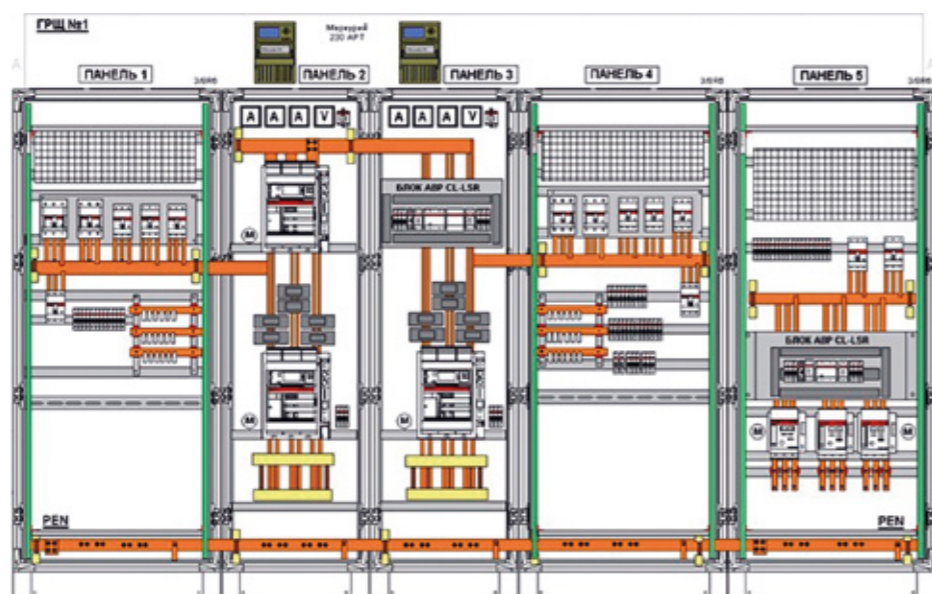 ГРЩ №1
Меркурий
230 АРТ
ПАНЕЛЬ 1
ПАНЕЛЬ 2
ПАНЕЛЬ 3
ПАНЕЛЬ 4
ПАНЕЛЬ 5
A A A V
A A A V
БЛОК АВР CL-LSR
БЛОК АВР CL-LSR
M
M
M
M
M
PEN
PEN